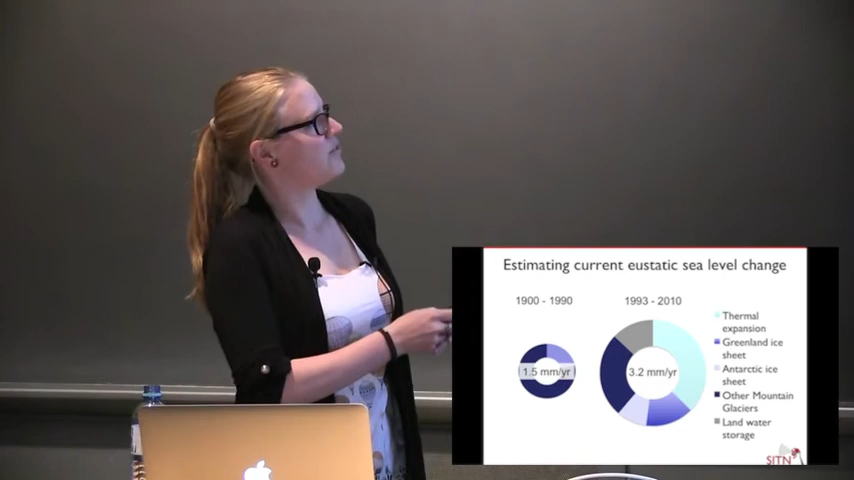 Estimating current eustatic sea level change
1900 - 1990
1993 - 2010
1.5 mm/yr
3.2 mm/yr
Thermal
expansion
Greenland ice
sheet
Antarctic ice
sheet
Other Mountain
Glaciers
Land water
storage
SITN